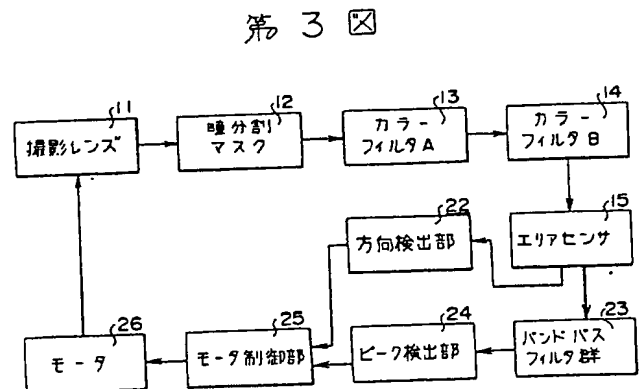 第3図
11
撮影レンズ
12
瞳分割
マスク
13
カラー
フィルタA
14
カラー
フィルタB
15
エリアセンサ
22
方向検出部
23
バンドパス
フィルタ群
24
ピーク検出部
25
モータ制御部
26
モータ